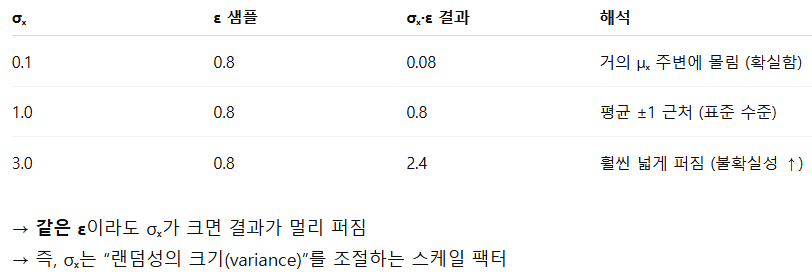 σₓ ε 샘플 σₓ·ε 결과 해석
0.1 0.8 0.08 거의 μₓ 주변에 몰림 (확실함)
1.0 0.8 0.8 평균 ±1 근처 (표준 수준)
3.0 0.8 2.4 훨씬 넓게 퍼짐 (불확실성 ↑)
→ 같은 ε이라도 σₓ가 크면 결과가 멀리 퍼짐
→ 즉, σₓ는 “랜덤성의 크기(variance)”를 조절하는 스케일 팩터